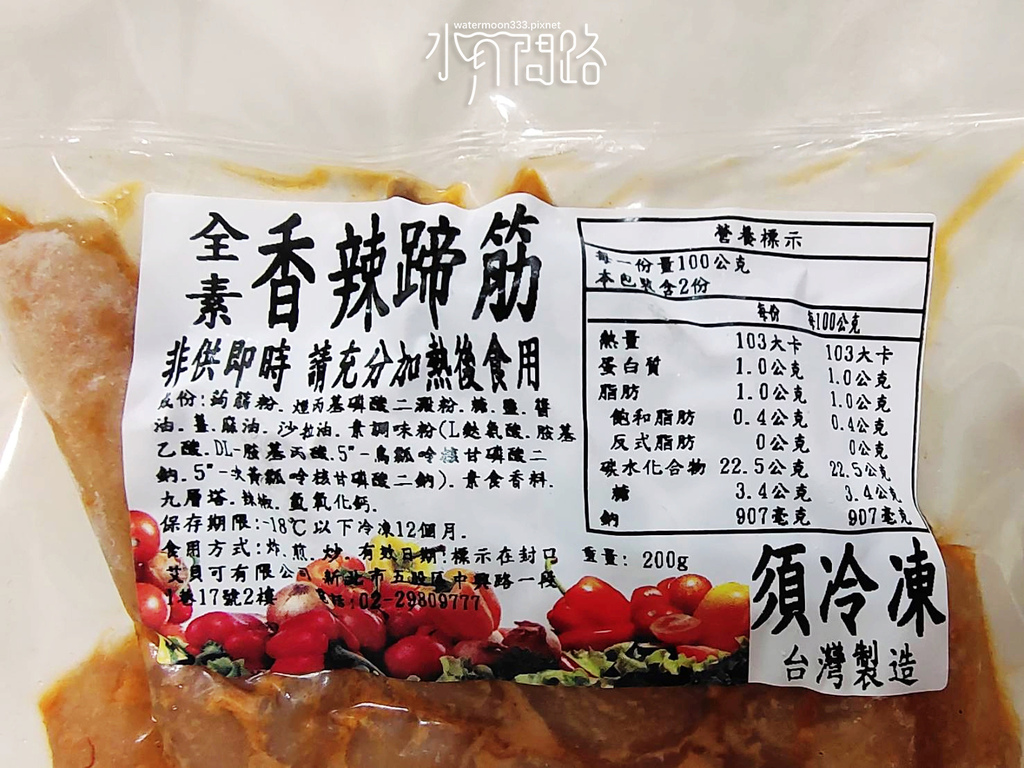 watermoon333.pixnet
水月問路
全素 香辣蹄筋
非供即時 請充分加熱後食用
成份:蒟蒻粉.烴丙基磷酸二澱粉.糖.鹽.醬
油.薑.麻油.沙拉油.素調味粉(L麩氨酸.胺基
乙酸.DL-胺基丙酸.5"-鳥瓢呤核甘磷酸二
鈉.5"-次黃瓢呤核甘磷酸二鈉).素食香料.
九層塔.辣椒.氫氧化鈣.
保存期限:-18℃以下冷凍12個月.
食用方式:炸.煎.炒.有效日期:標示在封口
艾貝可有限公司 新北市五股區中興路一段
1巷17號2樓 電話:02-29809777
營養標示
每一份量100公克
本包裝含2份
每份 每100公克
熱量 103大卡 103大卡
蛋白質 1.0公克 1.0公克
脂肪 1.0公克 1.0公克
飽和脂肪 0.4公克 0.4公克
反式脂肪 0公克 0公克
碳水化合物 22.5公克 22.5公克
糖 3.4公克 3.4公克
鈉 907毫克 907毫克
重量: 200g
須冷凍
台灣製造